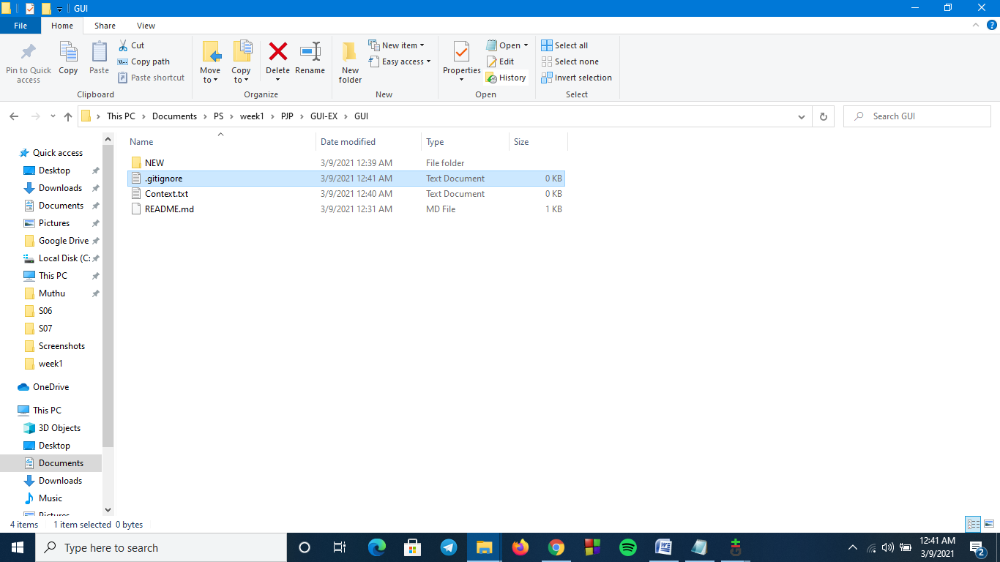 GUI
File Home Share View
Pin to Quick access
Copy
Paste
Cut
Copy path
Paste shortcut
Clipboard
Move to
Copy to
Delete
Rename
Organize
New folder
New item
Easy access
New
Properties
Open
Edit
History
Open
Select all
Select none
Invert selection
Select
This PC > Documents > PS > week1 > PJP > GUI-EX > GUI
Search GUI
Name Date modified Type Size
NEW 3/9/2021 12:39 AM File folder
.gitignore 3/9/2021 12:41 AM Text Document 0 KB
Context.txt 3/9/2021 12:40 AM Text Document 0 KB
README.md 3/9/2021 12:31 AM MD File 1 KB
Quick access
Desktop
Downloads
Documents
Pictures
Google Drive
Local Disk (C:
This PC
Muthu
S06
S07
Screenshots
week1
OneDrive
This PC
3D Objects
Desktop
Documents
Downloads
Music
Pictures
4 items 1 item selected 0 bytes
Type here to search
12:41 AM
3/9/2021
2